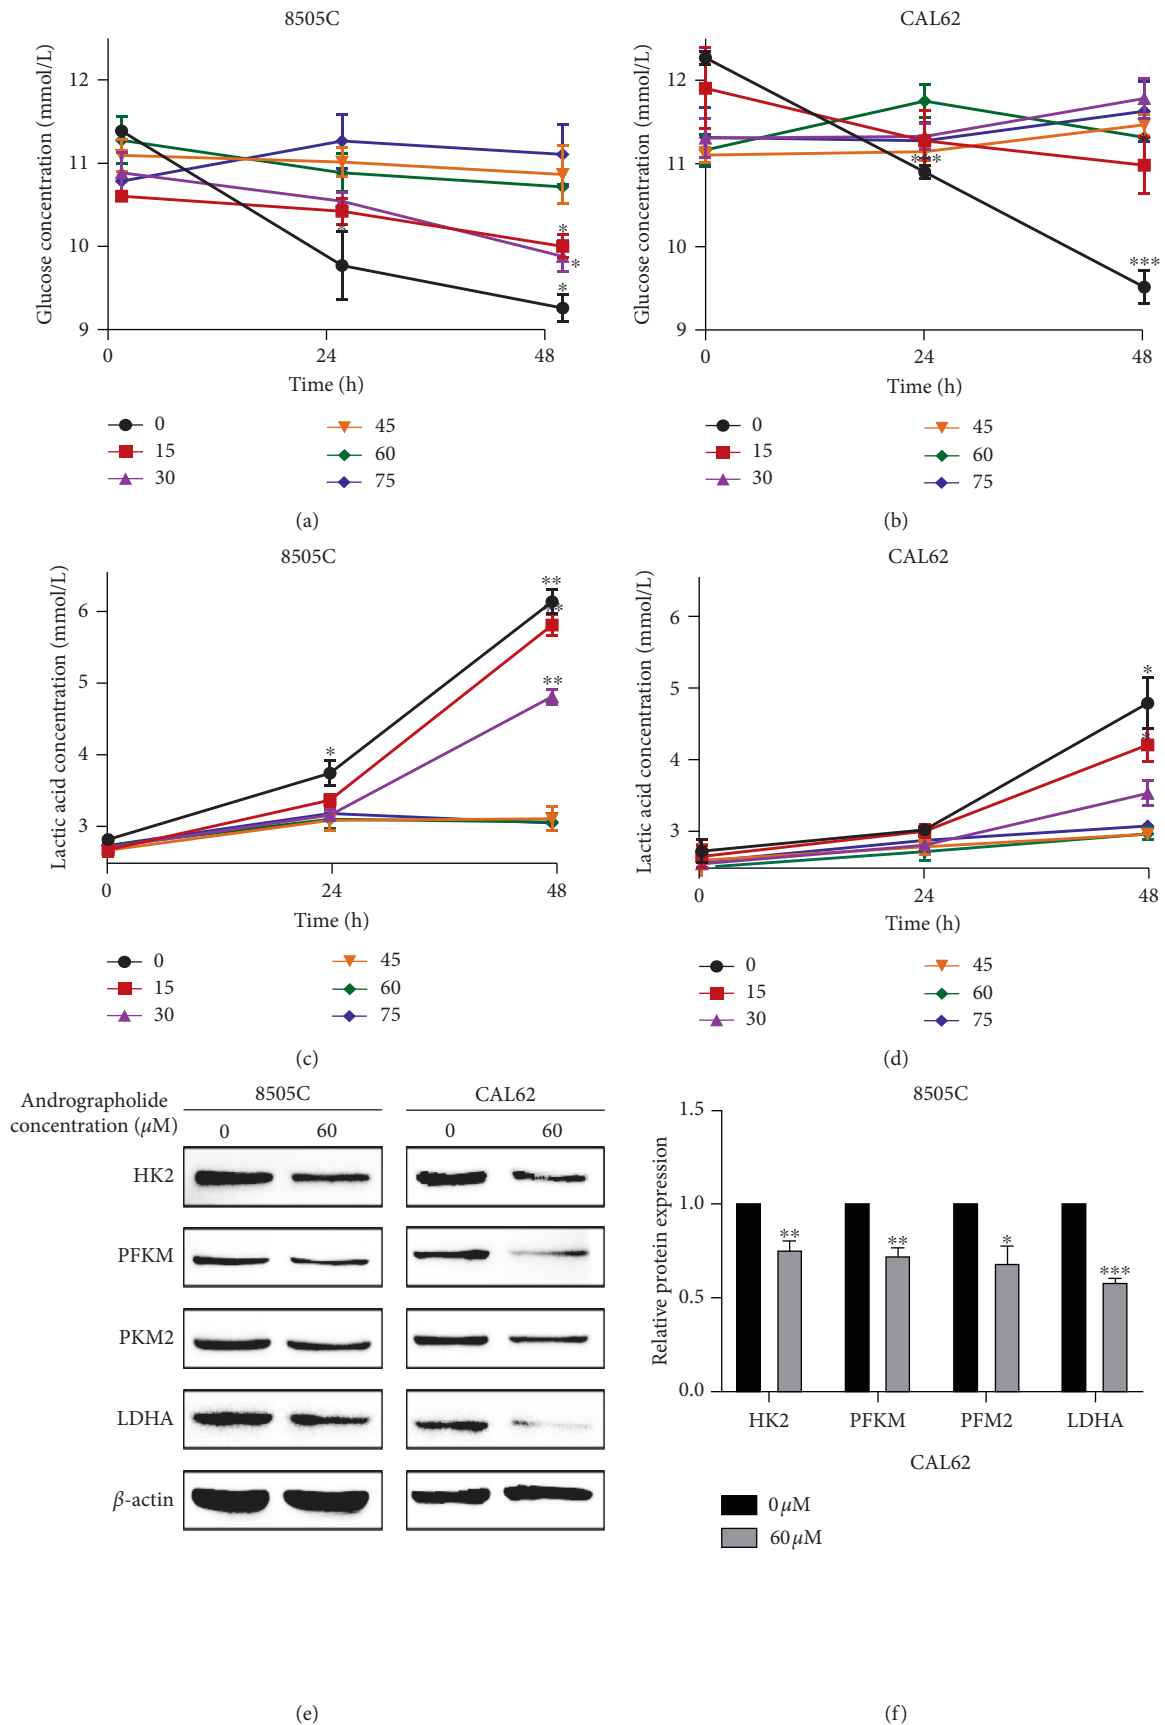 8505C
Glucose concentration (mmol/L)
12
11
10
9
* * * *
0 24 48
Time (h)
0 45
15 60
30 75
(a)
CAL62
Glucose concentration (mmol/L)
12
11
10
9
***
0 24 48
Time (h)
0 45
15 60
30 75
(b)
8505C
Lactic acid concentration (mmol/L)
6
5
4
3
* ** ** **
0 24 48
Time (h)
0 45
15 60
30 75
(c)
CAL62
Lactic acid concentration (mmol/L)
6
5
4
3
* *
0 24 48
Time (h)
0 45
15 60
30 75
(d)
Andrographolide
concentration (μM)
8505C CAL62
0 60 0 60
HK2
PFKM
PKM2
LDHA
β-actin
(e)
8505C
Relative protein expression
1.5
1.0
0.5
0.0
** ** * ***
HK2 PFKM PFM2 LDHA
CAL62
0 μM
60 μM
(f)